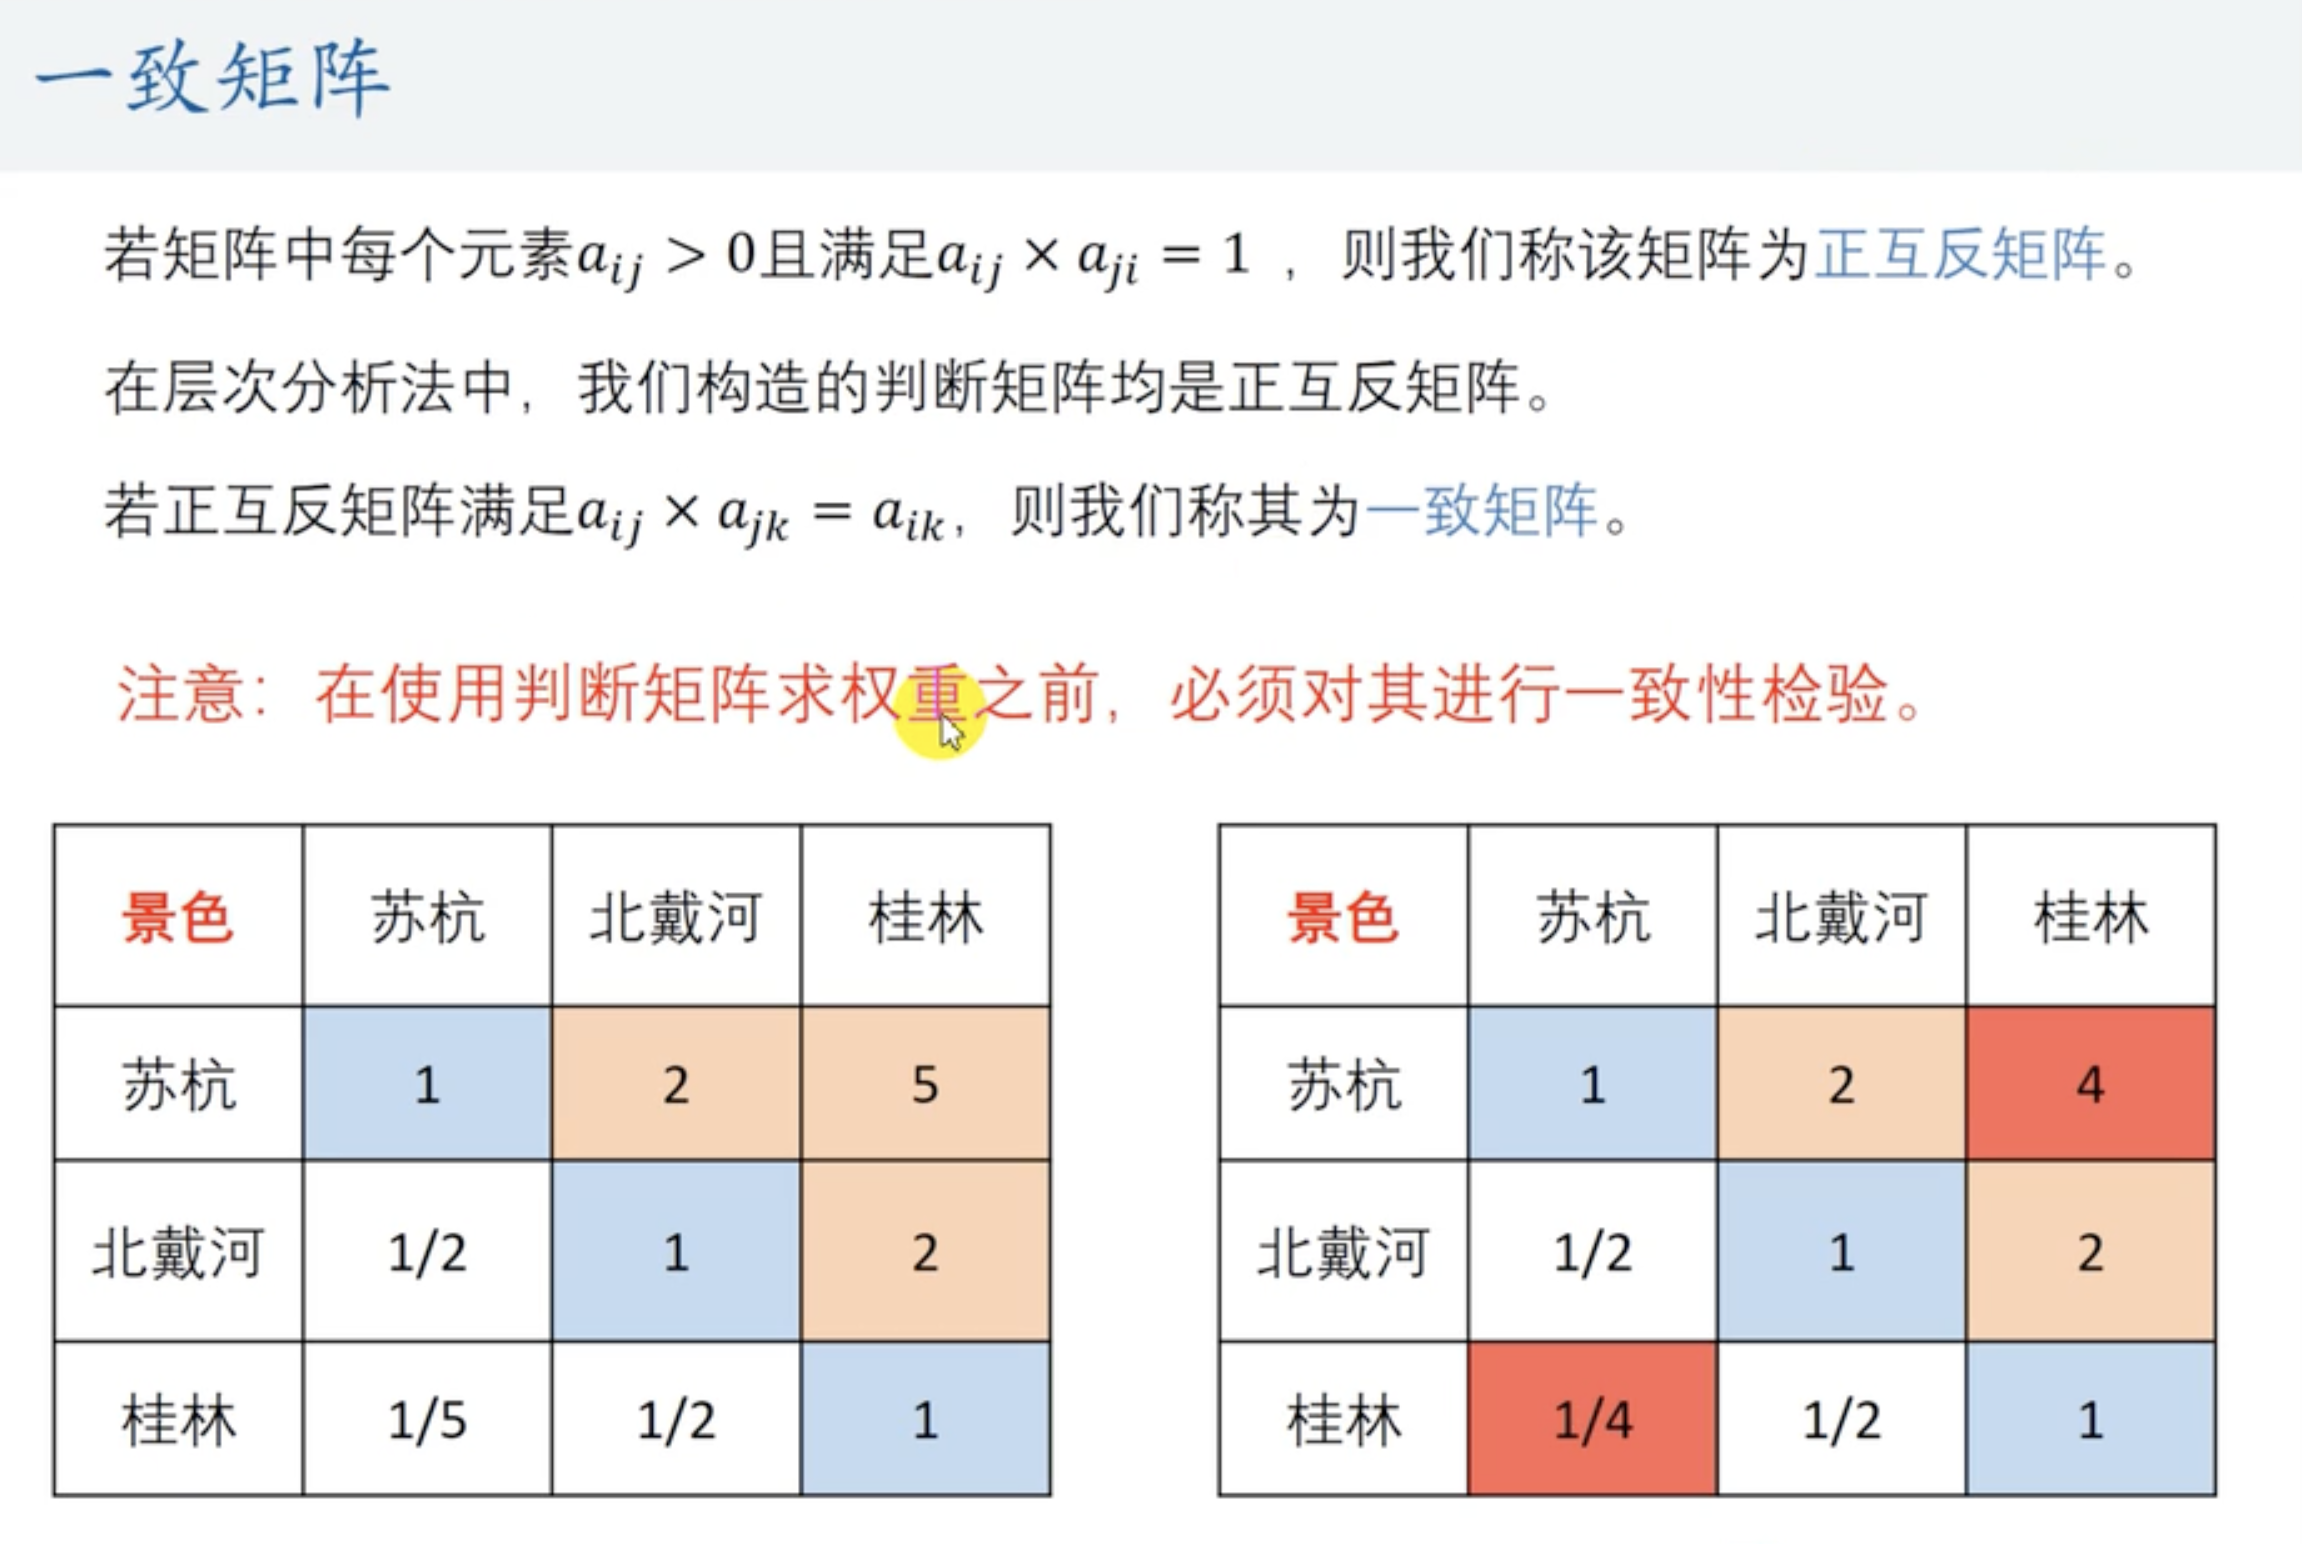 一致矩阵
若矩阵中每个元素a_{ij} > 0且满足a_{ij} × a_{ji} = 1 ，则我们称该矩阵为正互反矩阵。
在层次分析法中，我们构造的判断矩阵均是正互反矩阵。
若正互反矩阵满足a_{ij} × a_{jk} = a_{ik}，则我们称其为一致矩阵。
注意：在使用判断矩阵求权重之前，必须对其进行一致性检验。
景色 苏杭 北戴河 桂林
苏杭 1 2 5
北戴河 1/2 1 2
桂林 1/5 1/2 1
景色 苏杭 北戴河 桂林
苏杭 1 2 4
北戴河 1/2 1 2
桂林 1/4 1/2 1